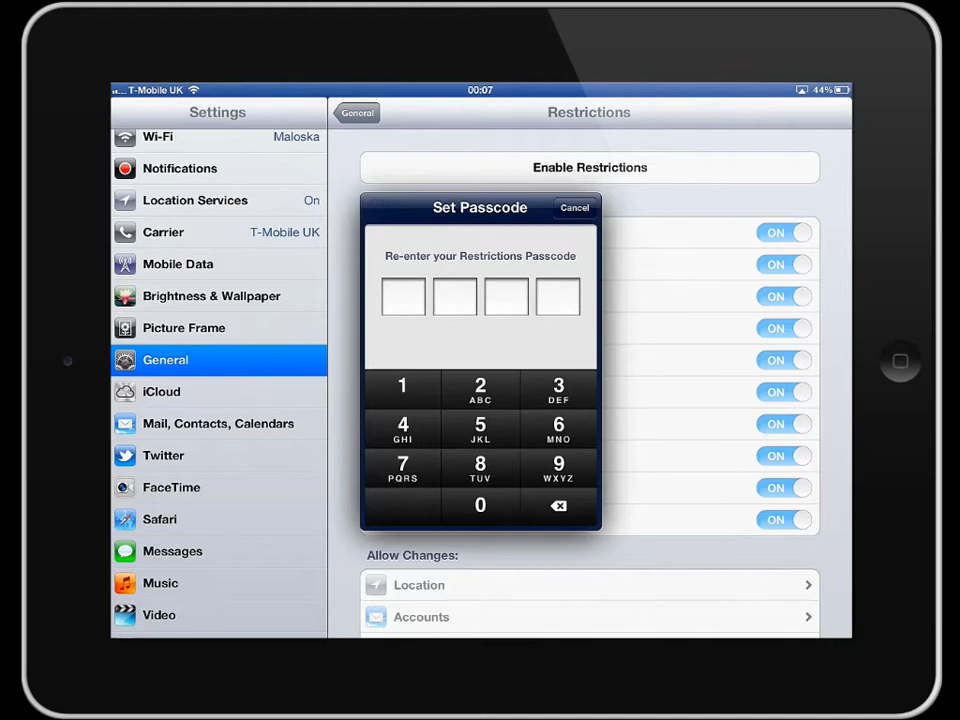 T-Mobile UK
00:07
44%
Settings
General
Restrictions
Wi-Fi Maloska
Notifications
Location Services On
Carrier T-Mobile UK
Mobile Data
Brightness & Wallpaper
Picture Frame
General
iCloud
Mail, Contacts, Calendars
Twitter
FaceTime
Safari
Messages
Music
Video
Enable Restrictions
Set Passcode Cancel
Re-enter your Restrictions Passcode
1 2 3
ABC DEF
4 5 6
GHI JKL MNO
7 8 9
PQRS TUV WXYZ
0
ON
ON
ON
ON
ON
ON
ON
ON
ON
ON
Allow Changes:
Location
Accounts